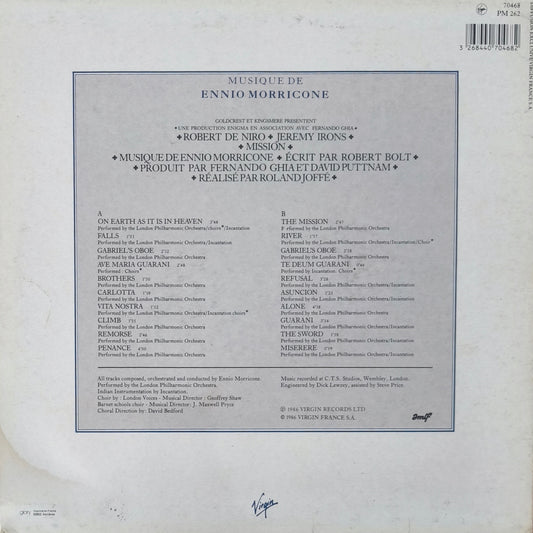 70468
PM 262
3 268440 704682
MUSIQUE DE
ENNIO MORRICONE
GOLDCREST ET KINGSMERE PRESENTENT
UNE PRODUCTION ENIGMA EN ASSOCIATION AVEC FERNANDO GHIA
ROBERT DE NIRO JEREMY IRONS
MISSION
MUSIQUE DE ENNIO MORRICONE ÉCRIT PAR ROBERT BOLT
PRODUIT PAR FERNANDO GHIA ET DAVID PUTTNAM
RÉALISÉ PAR ROLAND JOFFÉ
A
ON EARTH AS IT IS IN HEAVEN
Performed by the London Philharmonic Orchestra/choirs*/Incantation
FALLS
Performed by the London Philharmonic Orchestra/Incantation
GABRIEL'S OBOE
Performed by the London Philharmonic Orchestra
AVE MARIA GUARANI
Performed : Choirs*
BROTHERS
Performed by the London Philharmonic Orchestra
CARLOTTA
Performed by the London Philharmonic Orchestra
VITA NOSTRA
Performed by the London Philharmonic Orchestra/Incantation choirs*
CLIMB
Performed by the London Philharmonic Orchestra
REMORSE
Performed by the London Philharmonic Orchestra/Incantation
PENANCE
Performed by the London Philharmonic Orchestra
B
THE MISSION
Performed by the London Philharmonic Orchestra
RIVER
Performed by the London Philharmonic Orchestra/Incantation/Choir*
GABRIEL'S OBOE
Performed by the London Philharmonic Orchestra
TE DEUM GUARANI
Performed by Incantation: Choirs*
REFUSAL
Performed by the London Philharmonic Orchestra/Incantation
ASUNCION
Performed by the London Philharmonic Orchestra
ALONE
Performed by the London Philharmonic Orchestra/Incantation
GUARANI
Performed by the London Philharmonic Orchestra/Incantation
THE SWORD
Performed by the London Philharmonic Orchestra
MISERERE
Performed by the London Philharmonic Orchestra/Incantation
All tracks composed, orchestrated and conducted by Ennio Morricone.
Performed by the London Philharmonic Orchestra.
Indian Instrumentation by Incantation.
Choir by : London Voices - Musical Director : Geoffrey Shaw
Barnet schools choir - Musical Director : J. Maxwell Pryce
Choral Direction by: David Bedford
Music recorded at C.T.S. Studios, Wembley, London.
Engineered by Dick Lewzey, assisted by Steve Price.
℗ 1986 VIRGIN RECORDS LTD
© 1986 VIRGIN FRANCE S.A.
Virgin